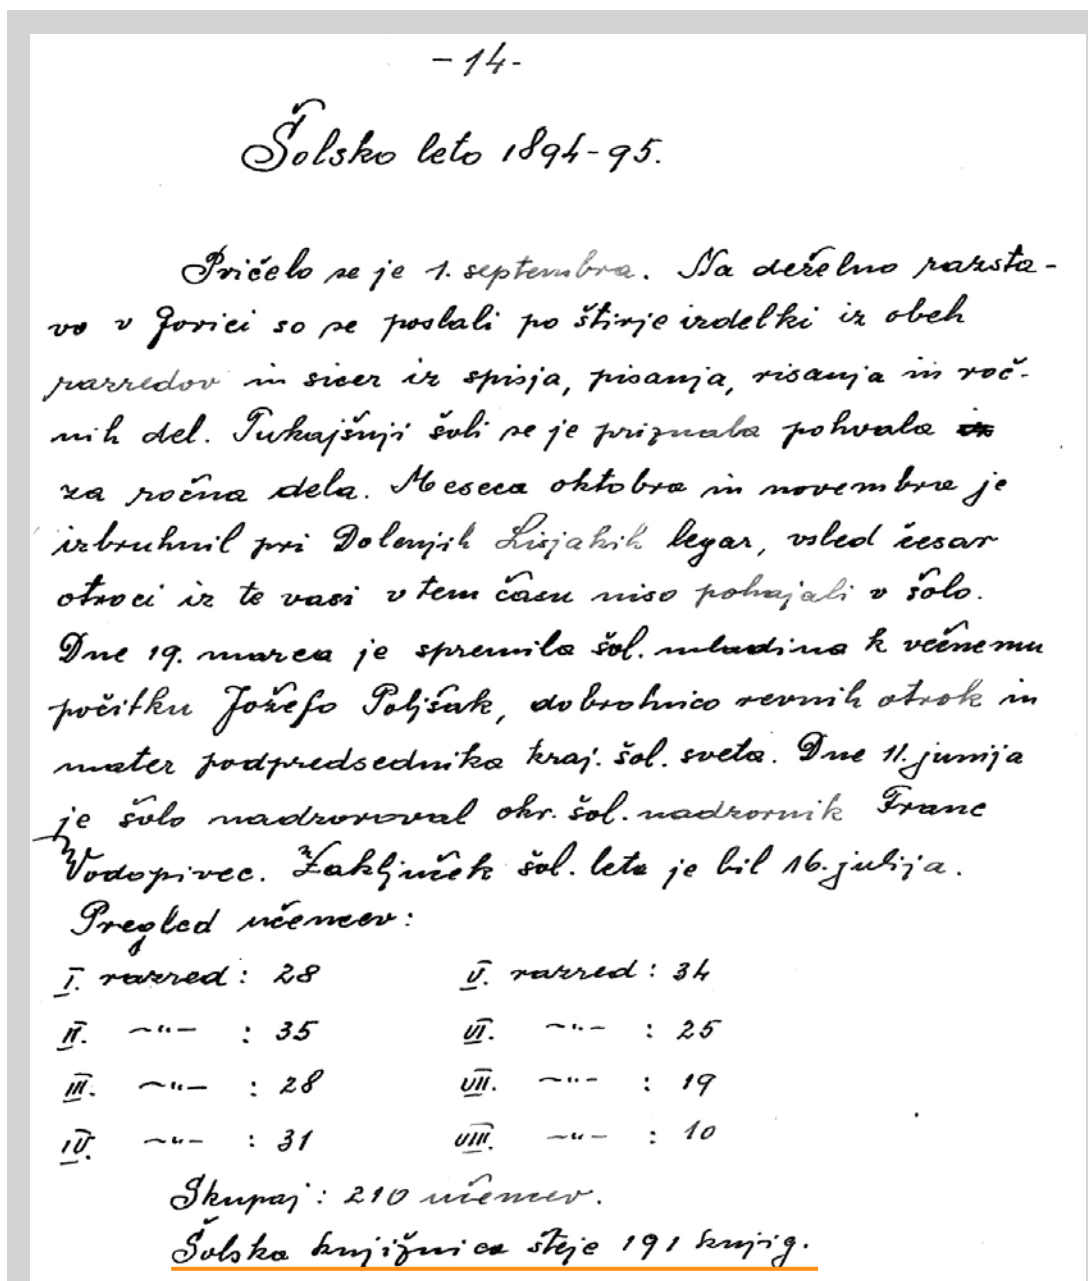 -14-
Šolsko leto 1894-95.
Pričelo se je 1. septembra. Na deželno razsta-
vo v Gorici so se poslali po štirje izdelki iz obeh
razredov in sicer iz spisja, pisanja, risanja in roč-
nih del. Tukajšnji šoli se je priznala pohvala
za ročna dela. Meseca oktobra in novembra je
izbruhnil pri Dolenjih Lisjakih legar, vsled česar
otroci iz te vasi v tem času niso pohajali v šolo.
Dne 19. marca je spremila šol. mladina k večnemu
počitku Jožefo Poljšak, dobrotnico revnih otrok in
mater podpredsednika kraj. šol. sveta. Dne 11. junija
je šolo nadzoroval okr. šol. nadzornik Franc
Vodopivec. Zaključek šol. leta je bil 16. julija.
Pregled učencev:
I. razred: 28 V. razred: 34
II. -"- : 35 VI. -"- : 25
III. -"- : 28 VII. -"- : 19
IV. -"- : 31 VIII. -"- : 10
Skupaj: 210 učencev.
Šolska knjižnica šteje 191 knjig.